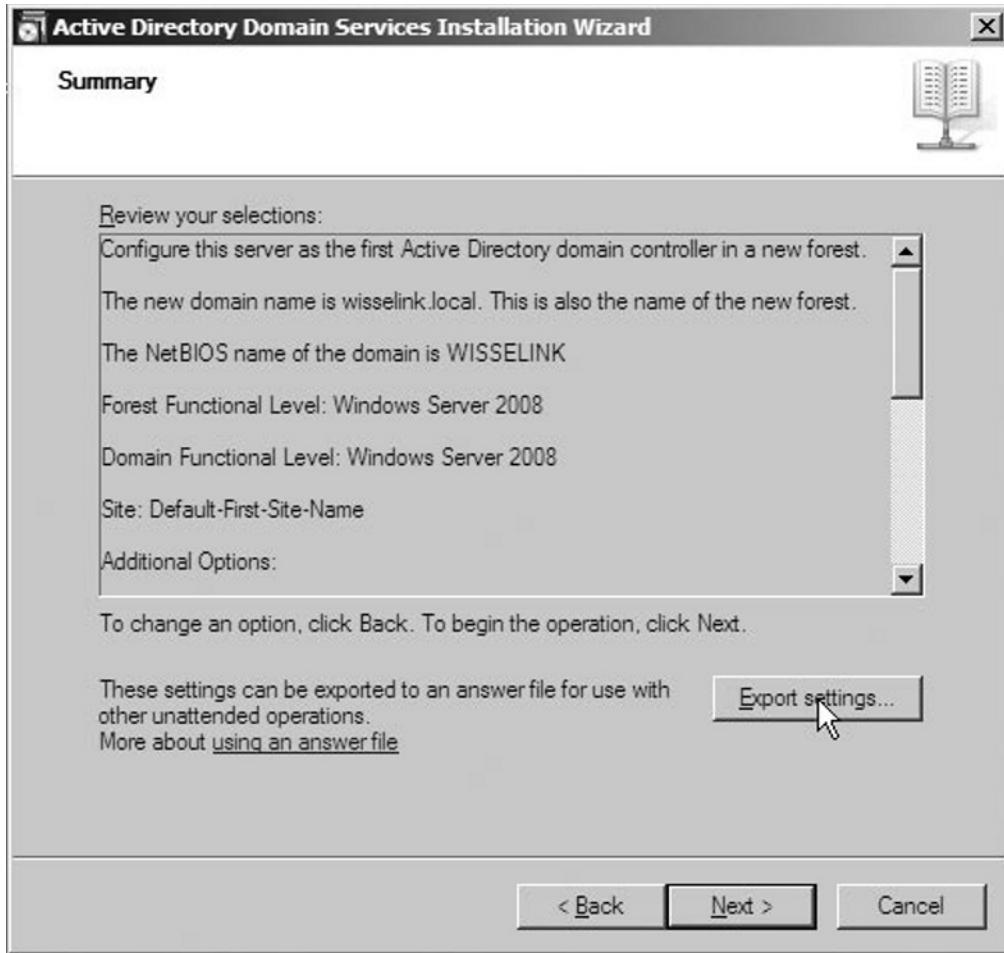 Active Directory Domain Services Installation Wizard
Summary
Review your selections:
Configure this server as the first Active Directory domain controller in a new forest.
The new domain name is wisselink.local. This is also the name of the new forest.
The NetBIOS name of the domain is WISSELINK
Forest Functional Level: Windows Server 2008
Domain Functional Level: Windows Server 2008
Site: Default-First-Site-Name
Additional Options:
To change an option, click Back. To begin the operation, click Next.
These settings can be exported to an answer file for use with
other unattended operations.
More about using an answer file
Export settings...
< Back
Next >
Cancel